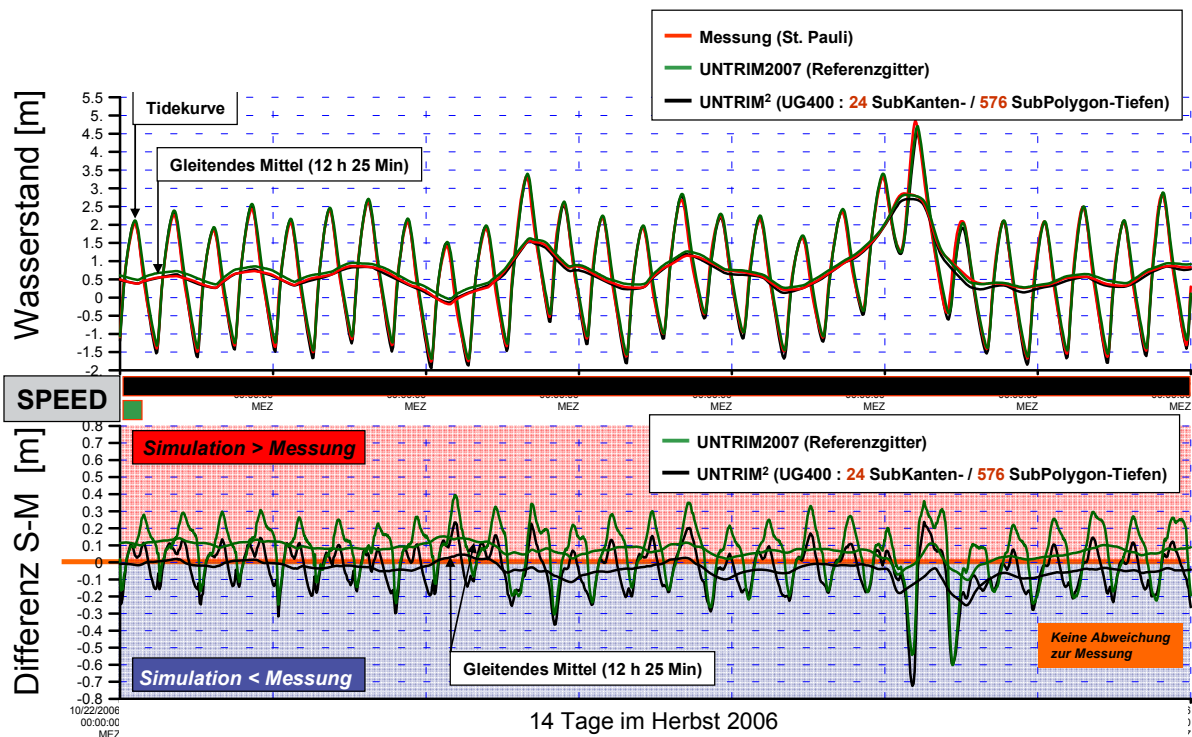 Messung (St. Pauli)
UNTRIM2007 (Referenzgitter)
UNTRIM² (UG400 : 24 SubKanten- / 576 SubPolygon-Tiefen)
Wasserstand [m]
5.5
5.
4.5
4.
3.5
3.
2.5
2.
1.5
1
0.5
0
-0.5
-1.
-1.5
-2.
Tidekurve
Gleitendes Mittel (12 h 25 Min)
SPEED
MEZ
MEZ
MEZ
MEZ
MEZ
MEZ
MEZ
Differenz S-M [m]
0.8
0.7
0.6
0.5
0.4
0.3
0.2
0.1
0
-0.1
-0.2
-0.3
-0.4
-0.5
-0.6
-0.7
-0.8
Simulation > Messung
UNTRIM2007 (Referenzgitter)
UNTRIM² (UG400 : 24 SubKanten- / 576 SubPolygon-Tiefen)
Keine Abweichung
zur Messung
Gleitendes Mittel (12 h 25 Min)
Simulation < Messung
10/22/2006
00:00:00
MEZ
14 Tage im Herbst 2006